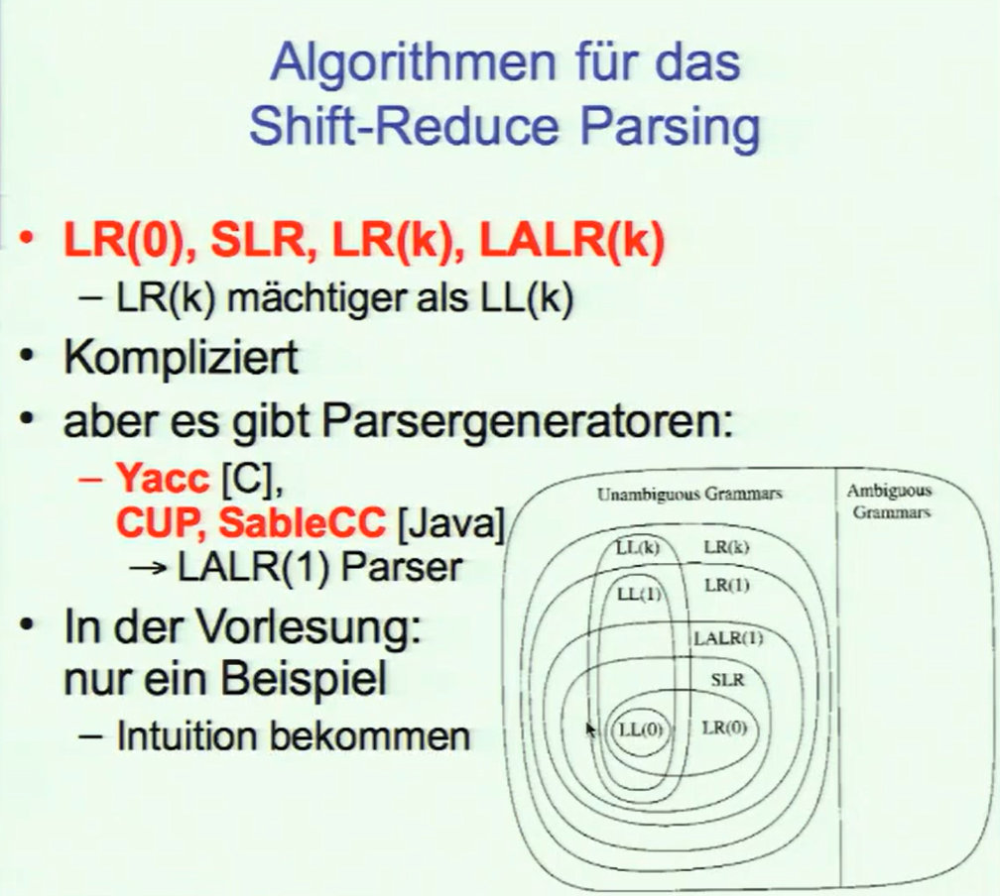 Algorithmen für das
Shift-Reduce Parsing
• LR(0), SLR, LR(k), LALR(k)
– LR(k) mächtiger als LL(k)
• Kompliziert
• aber es gibt Parsergeneratoren:
– Yacc [C],
CUP, SableCC [Java]
→ LALR(1) Parser
• In der Vorlesung:
nur ein Beispiel
– Intuition bekommen
Unambiguous Grammars
Ambiguous
Grammars
LL(k) LR(k)
LL(1) LR(1)
LALR(1)
SLR
LL(0) LR(0)